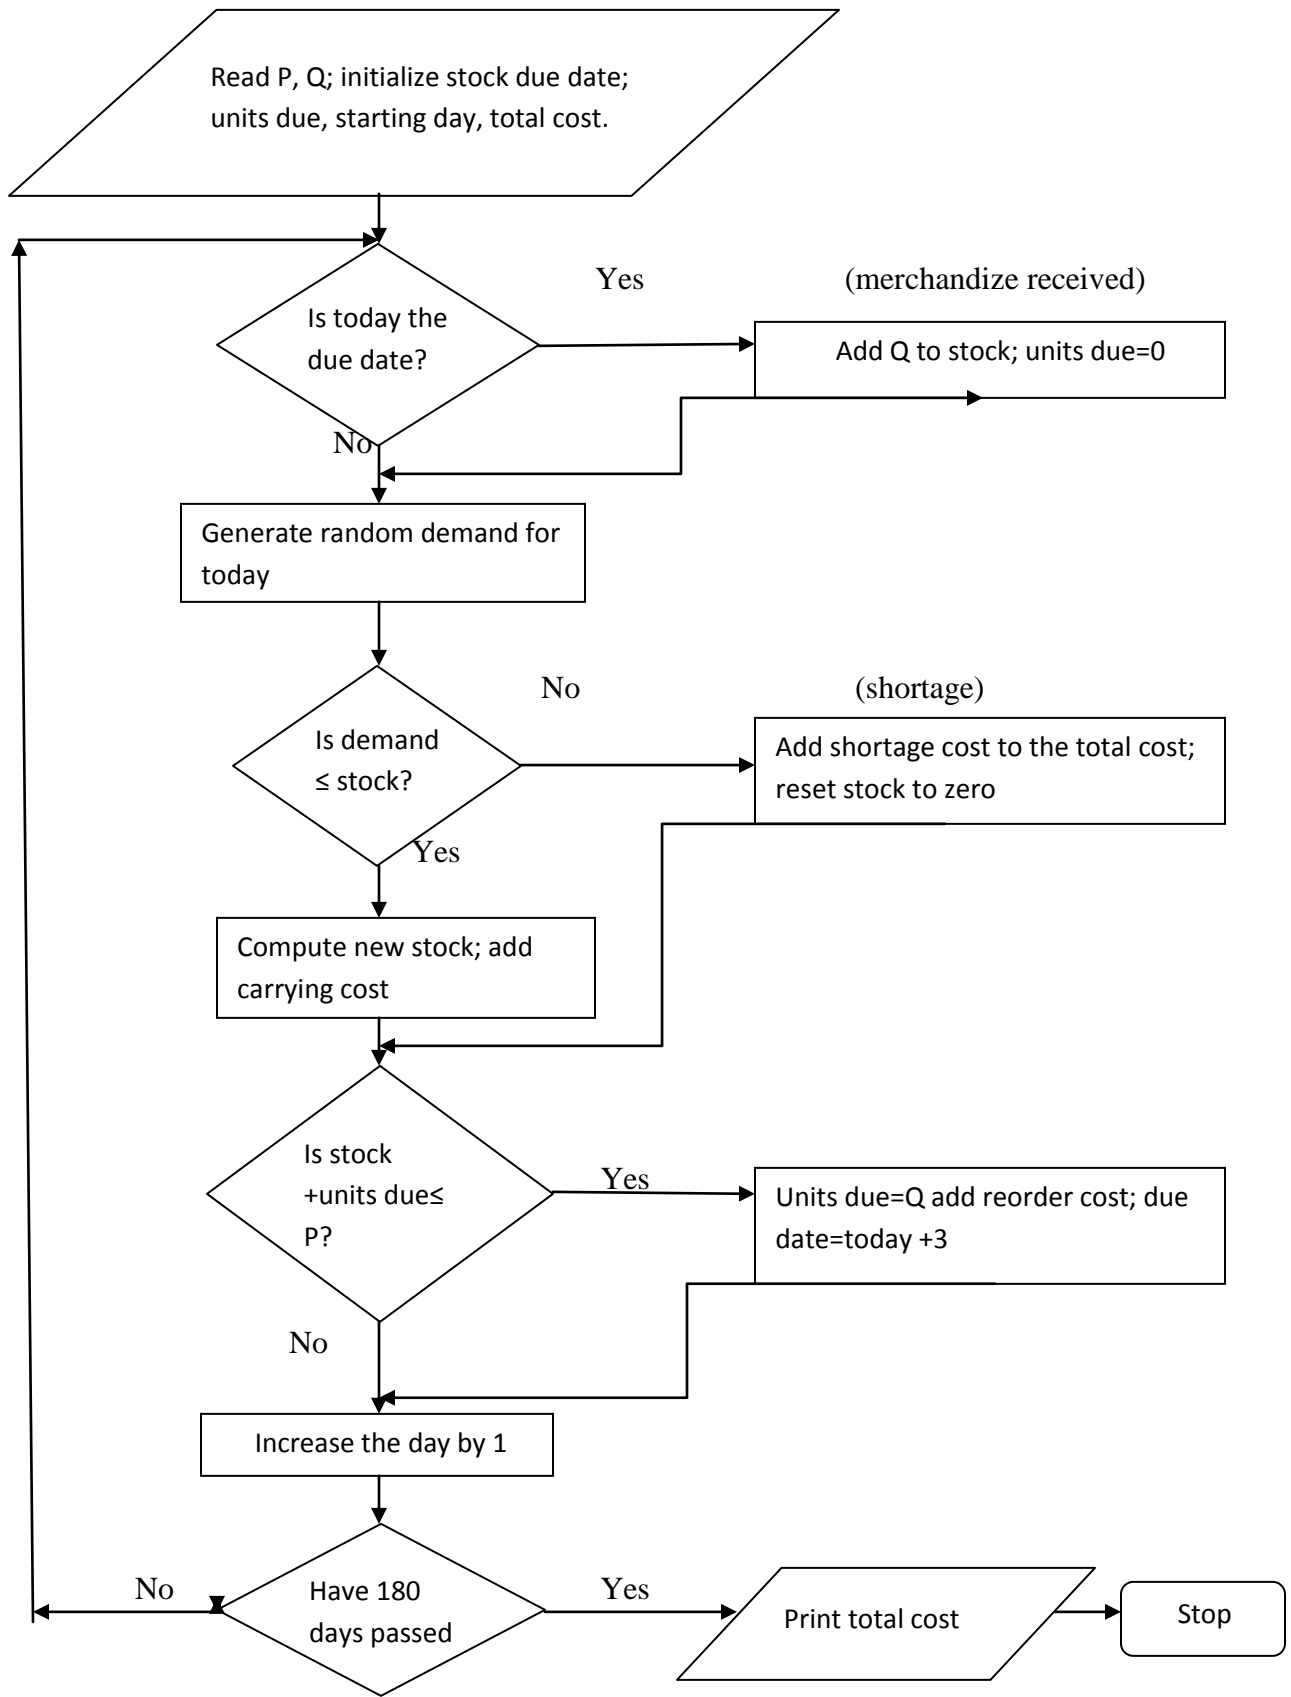 Read P, Q; initialize stock due date;
units due, starting day, total cost.
Yes
(merchandize received)
Is today the
due date?
Add Q to stock; units due=0
No
Generate random demand for
today
No
(shortage)
Is demand
≤ stock?
Add shortage cost to the total cost;
reset stock to zero
Yes
Compute new stock; add
carrying cost
Is stock
+units due≤
P?
Yes
Units due=Q add reorder cost; due
date=today +3
No
Increase the day by 1
No
Have 180
days passed
Yes
Print total cost
Stop